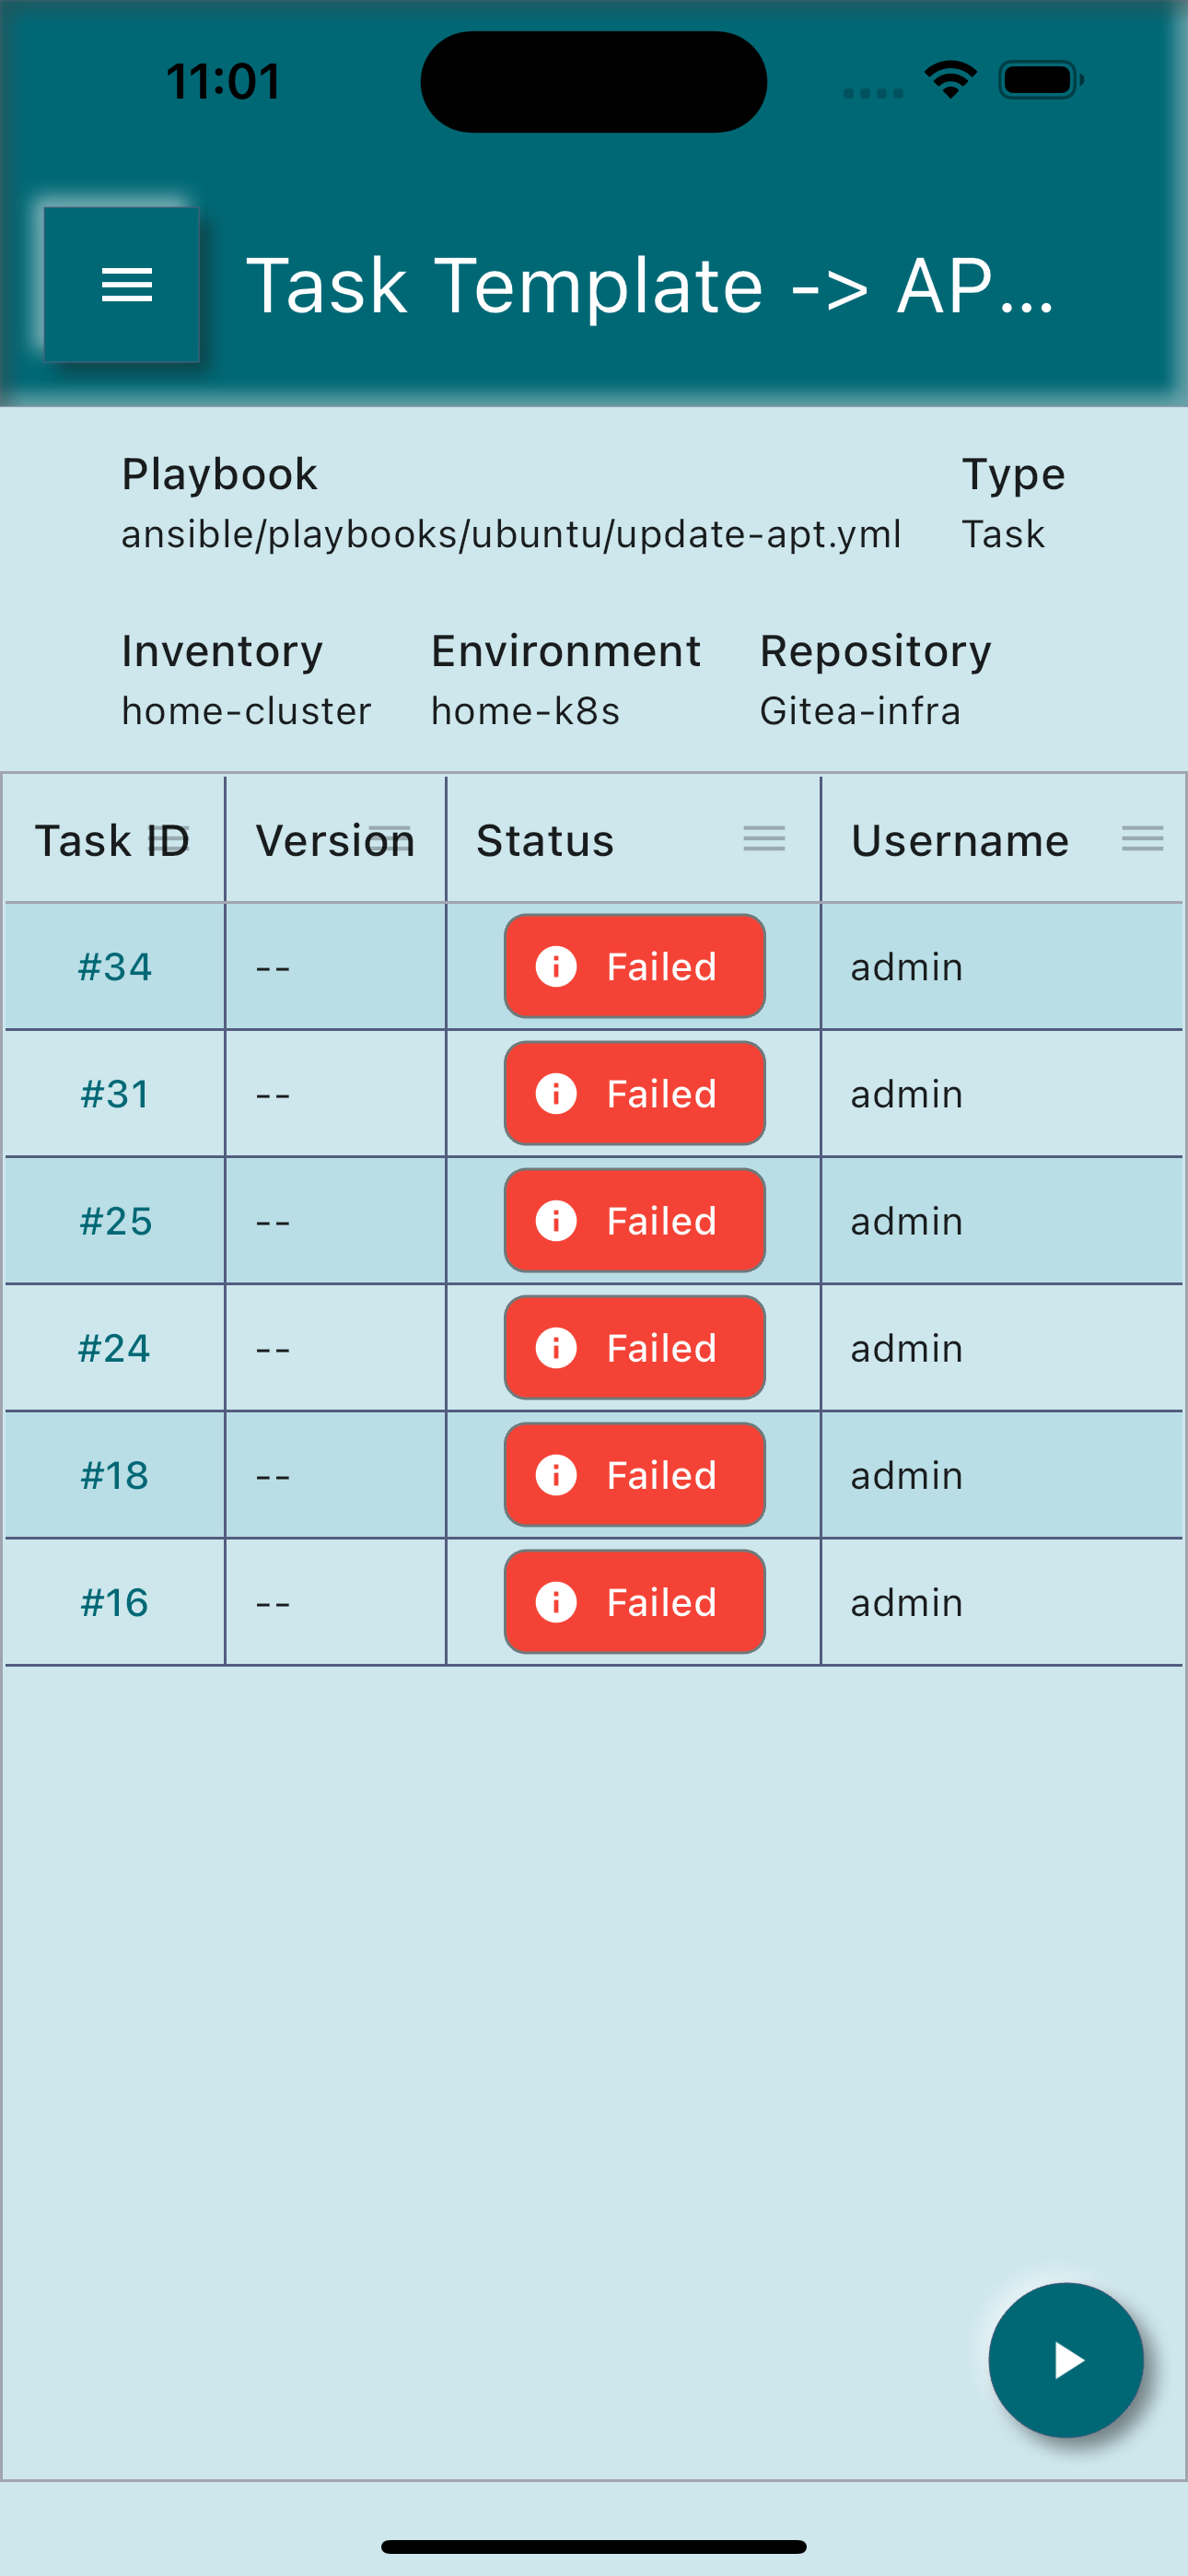 11:01
Task Template -> AP...
Playbook Type
ansible/playbooks/ubuntu/update-apt.yml Task
Inventory Environment Repository
home-cluster home-k8s Gitea-infra
Task ID Version Status Username
#34 -- Failed admin
#31 -- Failed admin
#25 -- Failed admin
#24 -- Failed admin
#18 -- Failed admin
#16 -- Failed admin